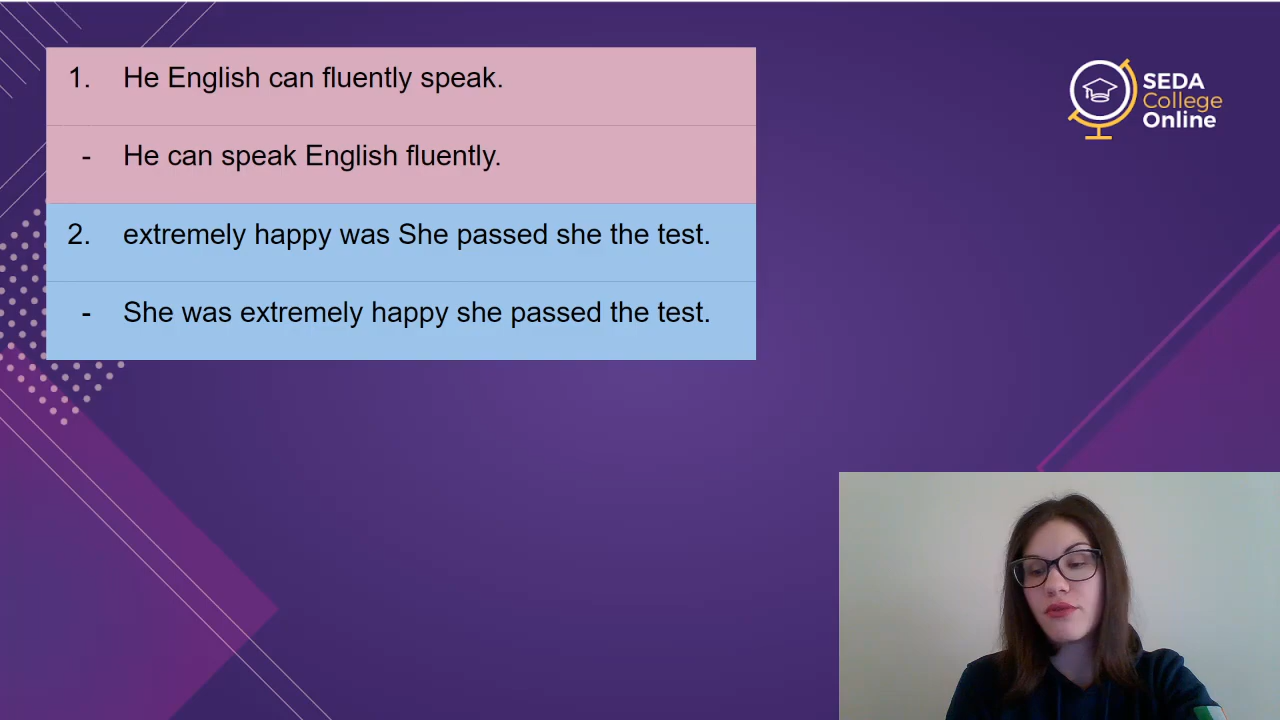 1. He English can fluently speak.
- He can speak English fluently.
2. extremely happy was She passed she the test.
- She was extremely happy she passed the test.
SEDA
College
Online